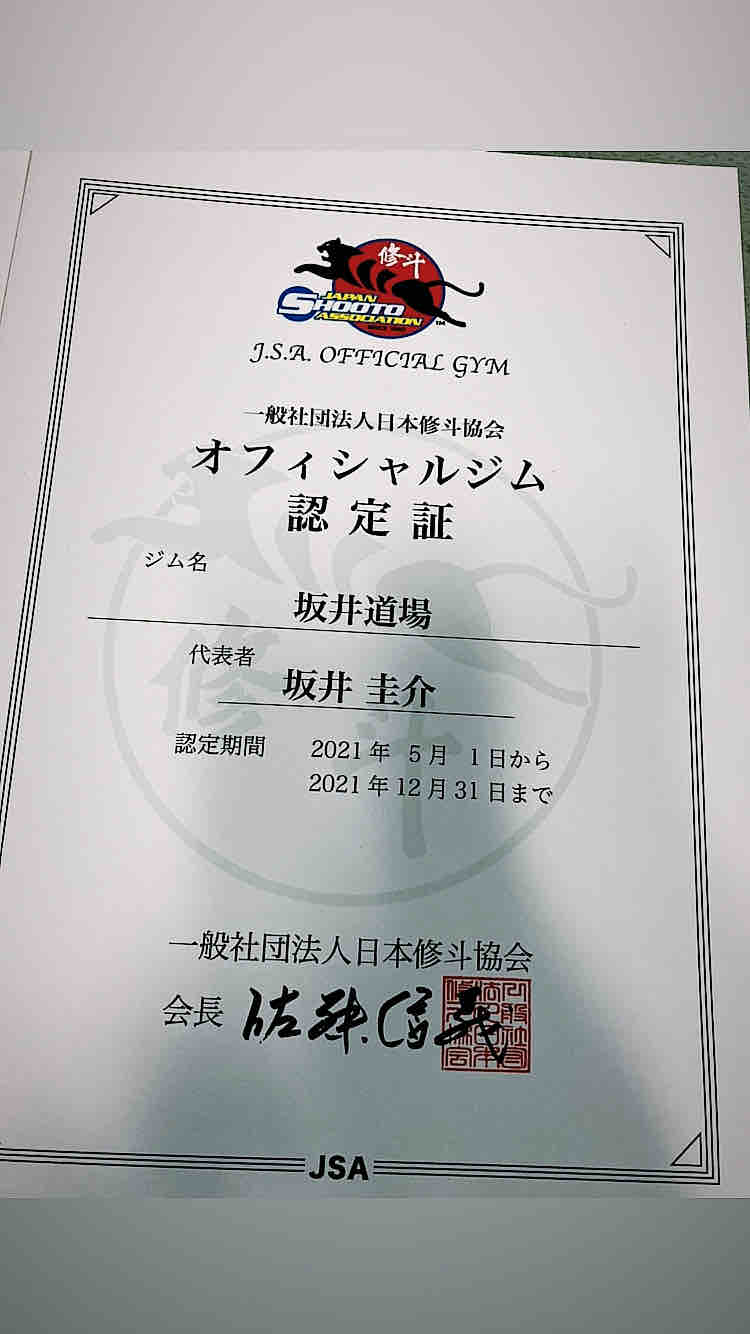 修斗
JAPAN
SHOOTO
ASSOCIATION
TM
J.S.A. OFFICIAL GYM
一般社団法人日本修斗協会
オフィシャルジム
認定証
ジム名
坂井道場
代表者
坂井 圭介
認定期間 2021年 5月 1日から
2021年12月31日まで
修斗
一般社団法人日本修斗協会
会長
JSA